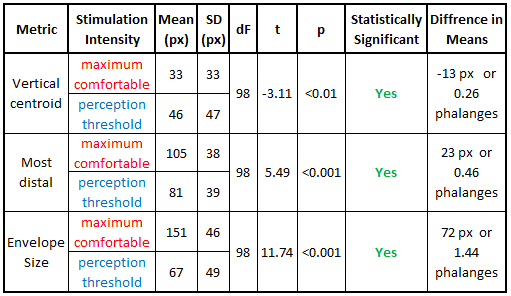 Metric Stimulation Intensity Mean (px) SD (px) dF t p Statistically Significant Diffrence in Means
Vertical centroid maximum comfortable 33 33 98 -3.11 <0.01 Yes -13 px or 0.26 phalanges
perception threshold 46 47
Most distal maximum comfortable 105 38 98 5.49 <0.001 Yes 23 px or 0.46 phalanges
perception threshold 81 39
Envelope Size maximum comfortable 151 46 98 11.74 <0.001 Yes 72 px or 1.44 phalanges
perception threshold 67 49